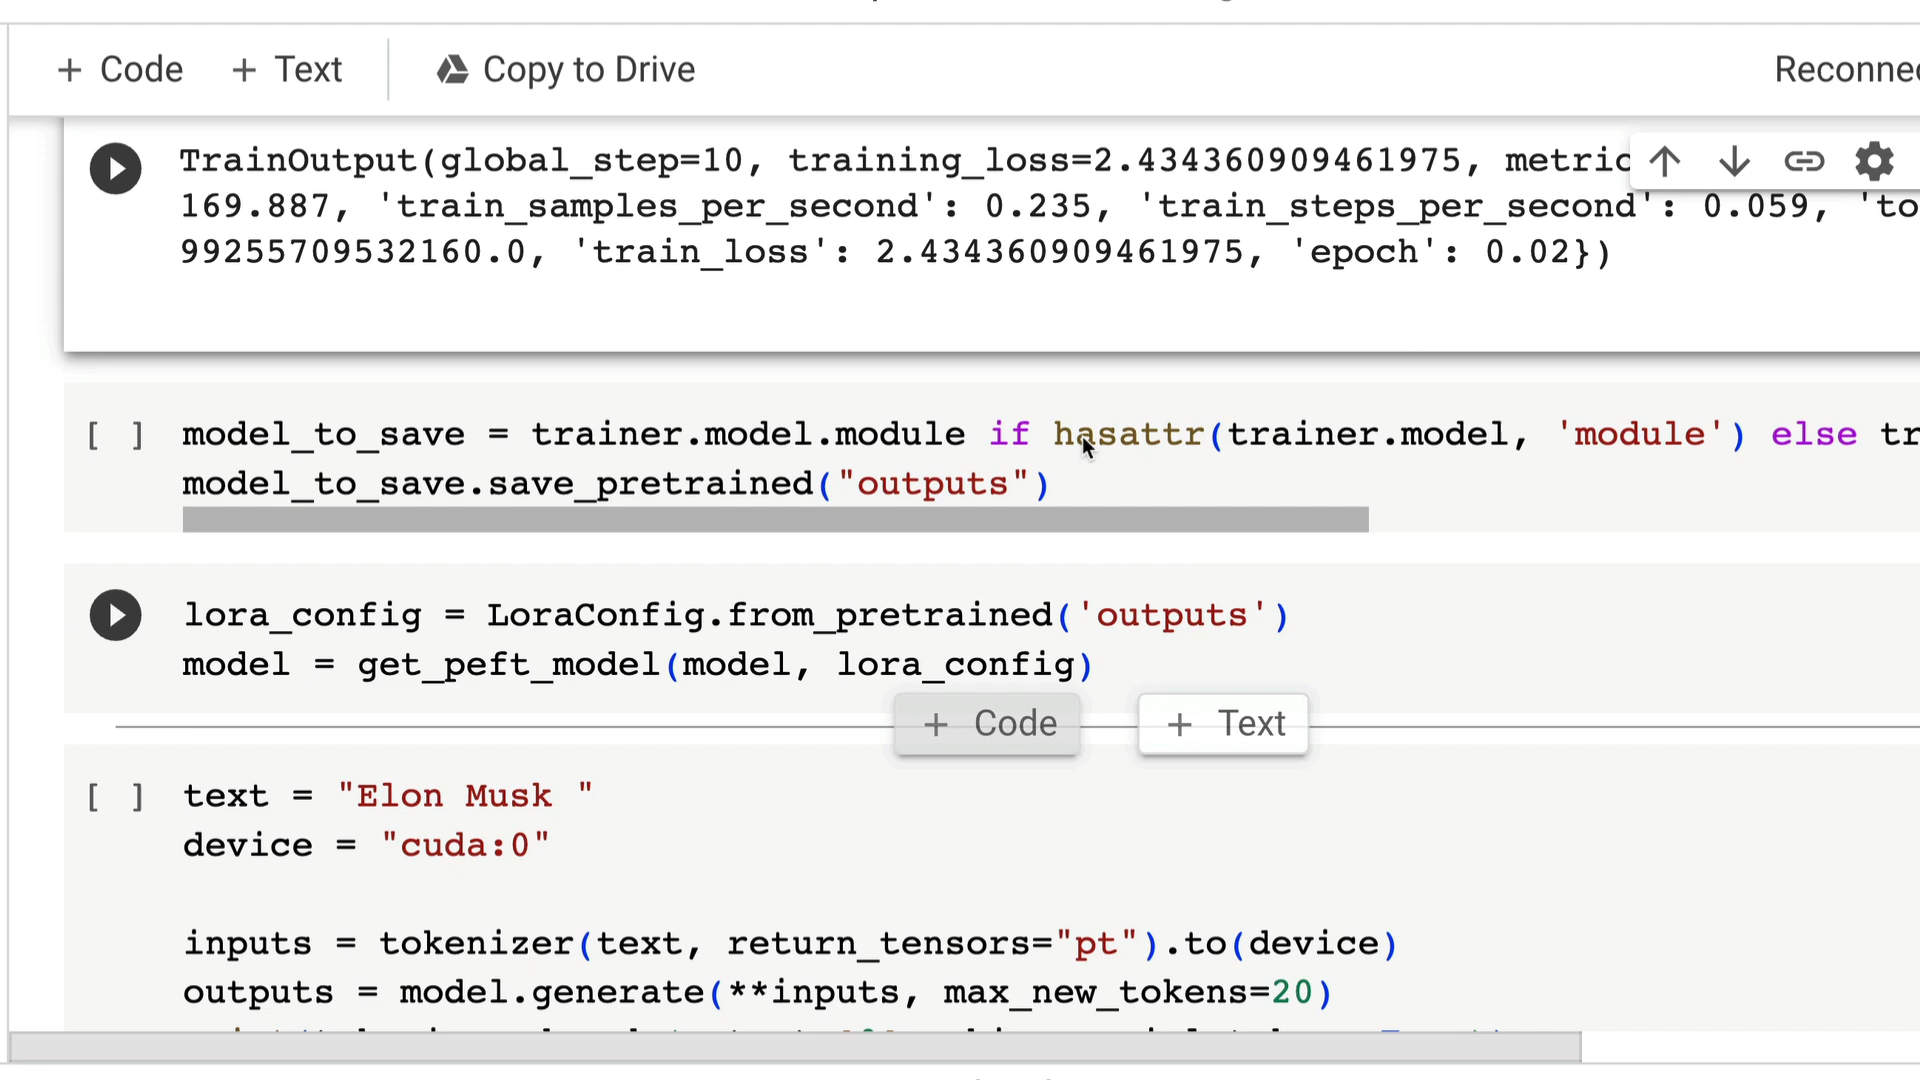 + Code + Text Copy to Drive Reconnec
TrainOutput(global_step=10, training_loss=2.434360909461975, metric
169.887, 'train_samples_per_second': 0.235, 'train_steps_per_second': 0.059, 'to
99255709532160.0, 'train_loss': 2.434360909461975, 'epoch': 0.02})
[ ] model_to_save = trainer.model.module if hasattr(trainer.model, 'module') else tr
model_to_save.save_pretrained("outputs")
lora_config = LoraConfig.from_pretrained('outputs')
model = get_peft_model(model, lora_config)
+ Code + Text
[ ] text = "Elon Musk "
device = "cuda:0"
inputs = tokenizer(text, return_tensors="pt").to(device)
outputs = model.generate(**inputs, max_new_tokens=20)